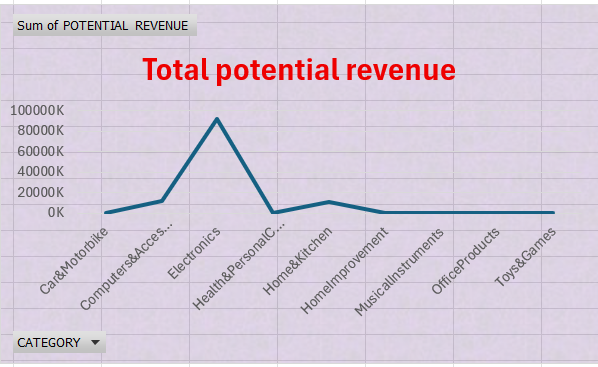 Sum of POTENTIAL REVENUE
Total potential revenue
100000K
80000K
60000K
40000K
20000K
0K
Car&Motorbike
Computers&Acces...
Electronics
Health&PersonalC...
Home&Kitchen
HomeImprovement
MusicalInstruments
OfficeProducts
Toys&Games
CATEGORY